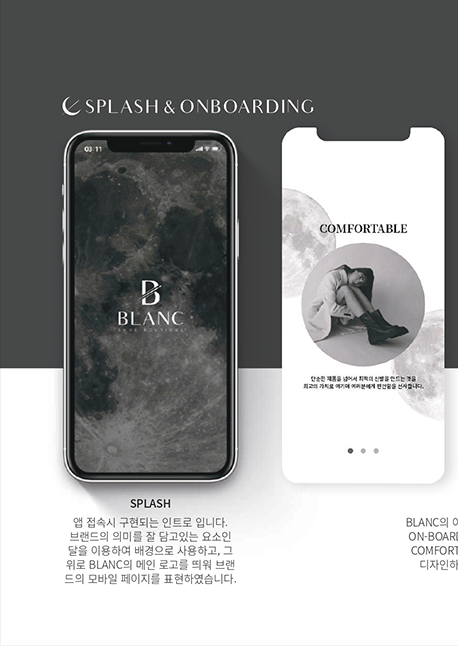 SPLASH & ONBOARDING
03:11
COMFORTABLE
BLANC
SHOE BOUTIQUE
단순한 제품을 넘어서 최적의 신발을 만드는 것을
최고의 가치로 여기며 여러분에게 편안함을 선사합니다.
SPLASH
앱 접속시 구현되는 인트로 입니다.
브랜드의 의미를 잘 담고있는 요소인
달을 이용하여 배경으로 사용하고, 그
위로 BLANC의 메인 로고를 띄워 브랜
드의 모바일 페이지를 표현하였습니다.
BLANC의
ON-BOARD
COMFORT
디자인하